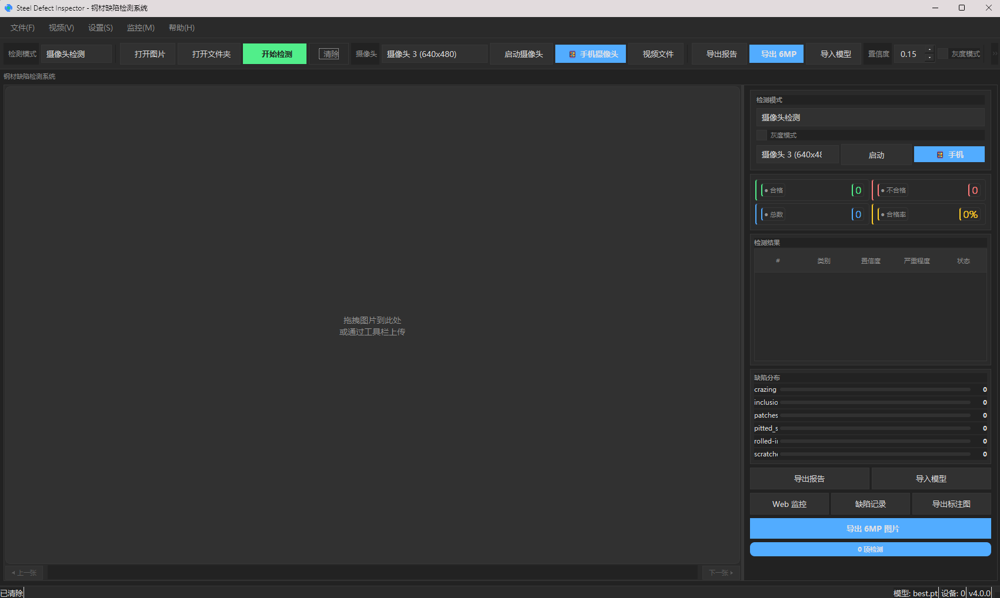 Steel Defect Inspector - 钢材缺陷检测系统
文件(F) 视频(V) 设置(S) 监控(M) 帮助(H)
检测模式 摄像头检测 打开图片 打开文件夹 开始检测 清除 摄像头 摄像头 3 (640x480) 启动摄像头 手机摄像头 视频文件 导出报告 导出 6MP 导入模型 置信度 0.15 灰度模式
钢材缺陷检测系统
拖拽图片到此处
或通过工具栏上传
◂ 上一张 下一张 ▸
检测模式
摄像头检测
灰度模式
摄像头 3 (640x48 启动 手机
● 合格 0 ● 不合格 0
● 总数 0 ● 合格率 0%
检测结果
# 类别 置信度 严重程度 状态
缺陷分布
crazing 0
inclusio 0
patches 0
pitted_s 0
rolled-i 0
scratche 0
导出报告 导入模型
Web 监控 缺陷记录 导出标注图
导出 6MP 图片
0 顶检测
已清除 模型: best.pt 设备: 0 v4.0.0